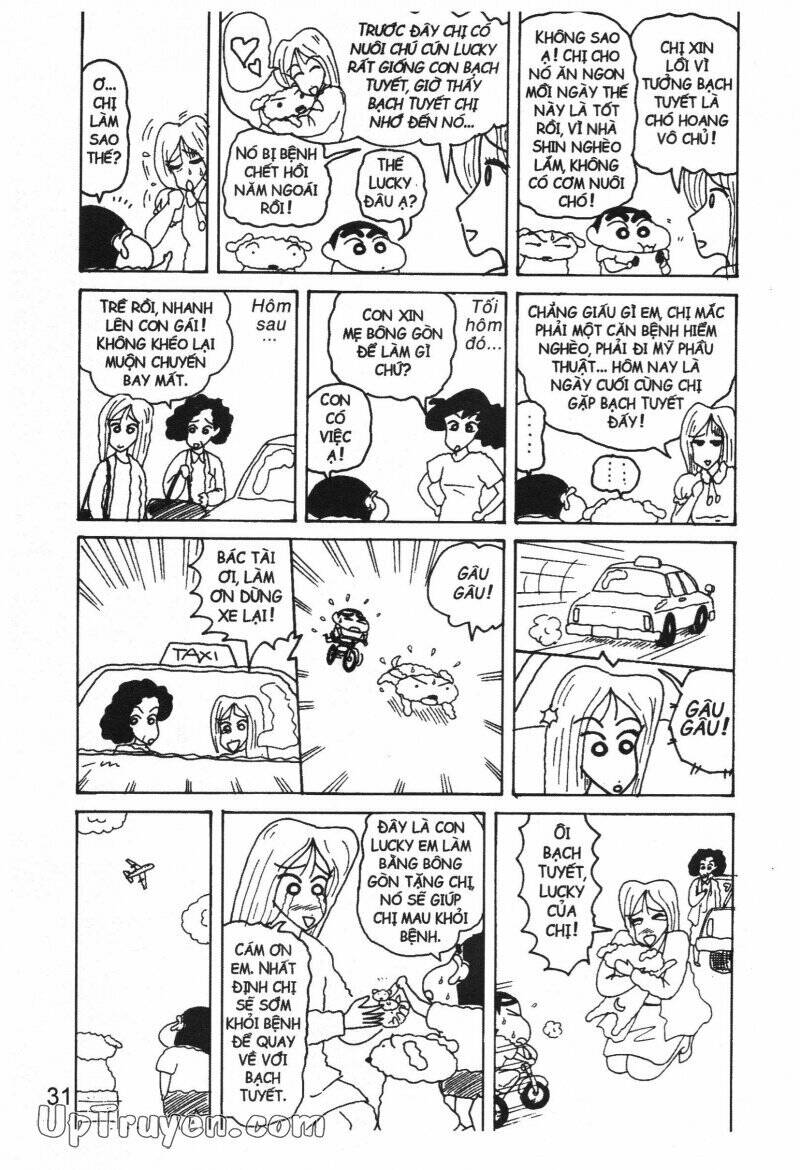 CHỊ XIN
LỖI VÌ
TƯỞNG BẠCH
TUYẾT LÀ
CHÓ HOANG
VÔ CHỦ!
KHÔNG SAO
Ạ! CHỊ CHO
NÓ ĂN NGON
MỖI NGÀY THẾ
NÀY LÀ TỐT
RỒI, VÌ NHÀ
SHIN NGHÈO
LẮM, KHÔNG
CÓ CƠM NUÔI
CHÓ!
TRƯỚC ĐÂY CHỊ CÓ
NUÔI CHÚ CÚN LUCKY
RẤT GIỐNG CON BẠCH
TUYẾT, GIỜ THẤY
BẠCH TUYẾT CHỊ
NHỚ ĐẾN NÓ...
THẾ
LUCKY
ĐÂU Ạ?
NÓ BỊ BỆNH
CHẾT HỒI
NĂM NGOÁI
RỒI!
Ơ...
CHỊ
LÀM
SAO
THẾ?
CHẲNG GIẤU GÌ EM, CHỊ MẮC
PHẢI MỘT CĂN BỆNH HIỂM
NGHÈO, PHẢI ĐI MỸ PHẪU
THUẬT... HÔM NAY LÀ
NGÀY CUỐI CÙNG CHỊ
GẶP BẠCH TUYẾT
ĐẤY!
....
....
Tối
hôm
đó...
CON XIN
MẸ BÔNG GÒN
ĐỂ LÀM GÌ
CHỨ?
CON
CÓ
VIỆC
Ạ!
Hôm
sau
...
TRỄ RỒI, NHANH
LÊN CON GÁI!
KHÔNG KHÉO LẠI
MUỘN CHUYẾN
BAY MẤT.
GÂU
GÂU!
GÂU
GÂU!
BÁC TÀI
ƠI, LÀM
ƠN DỪNG
XE LẠI!
TAXI
ÔI
BẠCH
TUYẾT,
LUCKY
CỦA
CHỊ!
ĐÂY LÀ CON
LUCKY EM LÀM
BẰNG BÔNG
GÒN TẶNG CHỊ,
NÓ SẼ GIÚP
CHỊ MAU KHỎI
BỆNH.
CÁM ƠN
EM. NHẤT
ĐỊNH CHỊ
SẼ SỚM
KHỎI BỆNH
ĐỂ QUAY
VỀ VỚI
BẠCH
TUYẾT.
31
UpTruyen.com